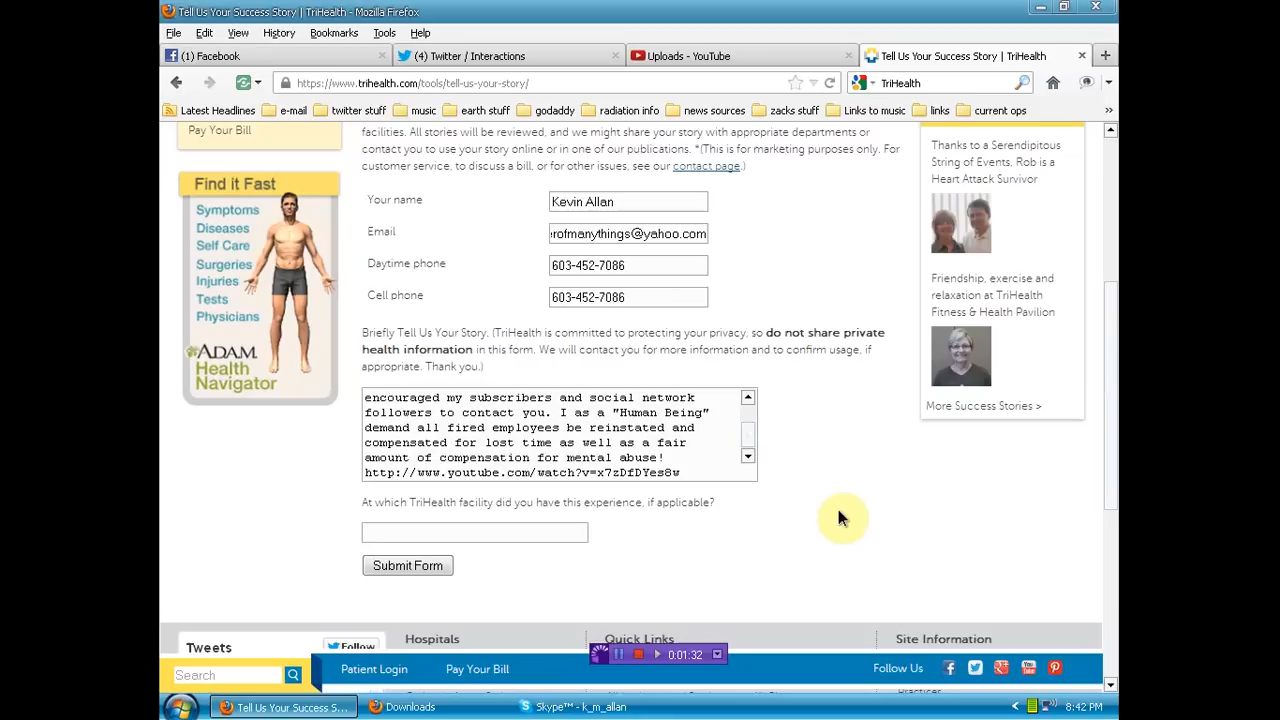 Tell Us Your Success Story | TriHealth - Mozilla Firefox
File Edit View History Bookmarks Tools Help
(1) Facebook
(4) Twitter / Interactions
Uploads - YouTube
Tell Us Your Success Story | TriHealth
https://www.trihealth.com/tools/tell-us-your-story/
TriHealth
Latest Headlines e-mail twitter stuff music earth stuff godaddy radiation info news sources zacks stuff Link to music links current ops
Pay Your Bill
Find it Fast
Symptoms
Diseases
Self Care
Surgeries
Injuries
Tests
Physicians
ADAM
Health
Navigator
facilities. All stories will be reviewed, and we might share your story with appropriate departments or
contact you to use your story online or in one of our publications. *(This is for marketing purposes only. For
customer service, to discuss a bill, or for other issues, see our contact page.)
Your name Kevin Allan
Email rofmanythings@yahoo.com
Daytime phone 603-452-7086
Cell phone 603-452-7086
Briefly Tell Us Your Story. (TriHealth is committed to protecting your privacy, so do not share private
health information in this form. We will contact you for more information and to confirm usage, if
appropriate. Thank you.)
encouraged my subscribers and social network
followers to contact you. I as a "Human Being"
demand all fired employees be reinstated and
compensated for lost time as well as a fair
amount of compensation for mental abuse!
http://www.youtube.com/watch?v=x7zDfDYes8w
At which TriHealth facility did you have this experience, if applicable?
Submit Form
Thanks to a Serendipitous
String of Events, Rob is a
Heart Attack Survivor
Friendship, exercise and
relaxation at TriHealth
Fitness & Health Pavilion
More Success Stories >
Tweets
Follow
Hospitals
Quick Links
Site Information
0:01:32
Search
Patient Login
Pay Your Bill
Follow Us
Practices
Tell Us Your Success S...
Downloads
Skype™ - k_m_allan
8:42 PM